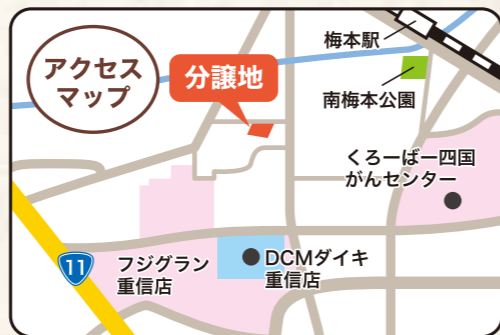 アクセス
マップ
分譲地
梅本駅
南梅本公園
くろーばー四国
がんセンター
11
フジグラン
重信店
DCMダイキ
重信店